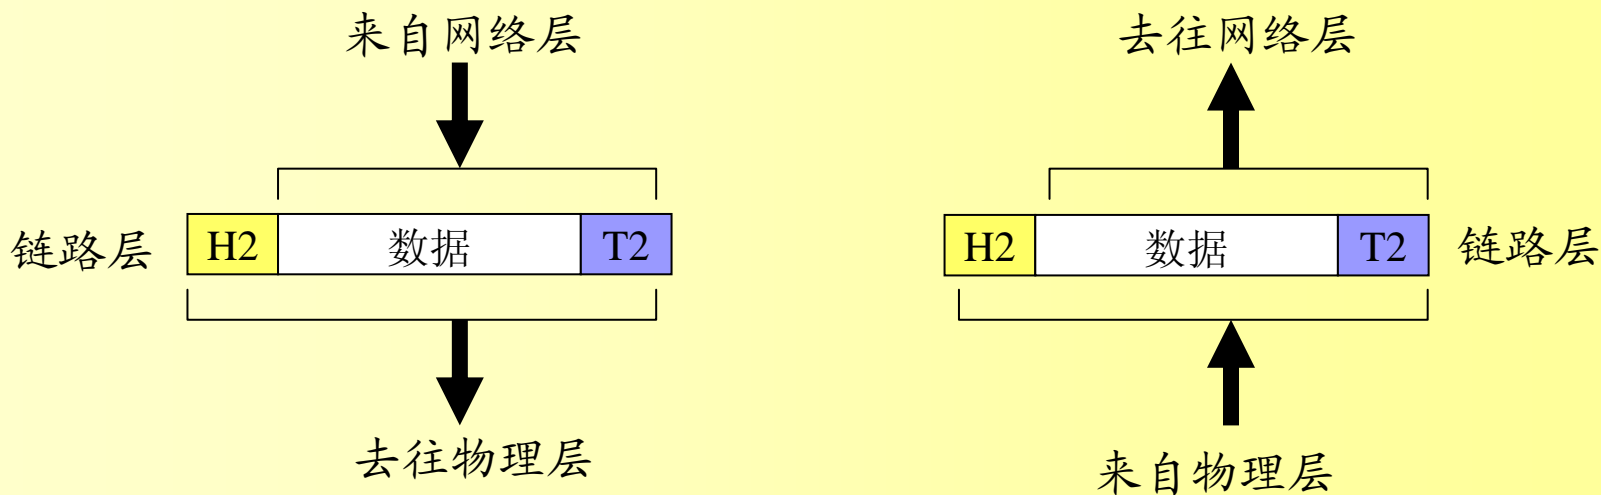 来自网络层
去往网络层
链路层 H2 数据 T2
H2 数据 T2 链路层
去往物理层
来自物理层